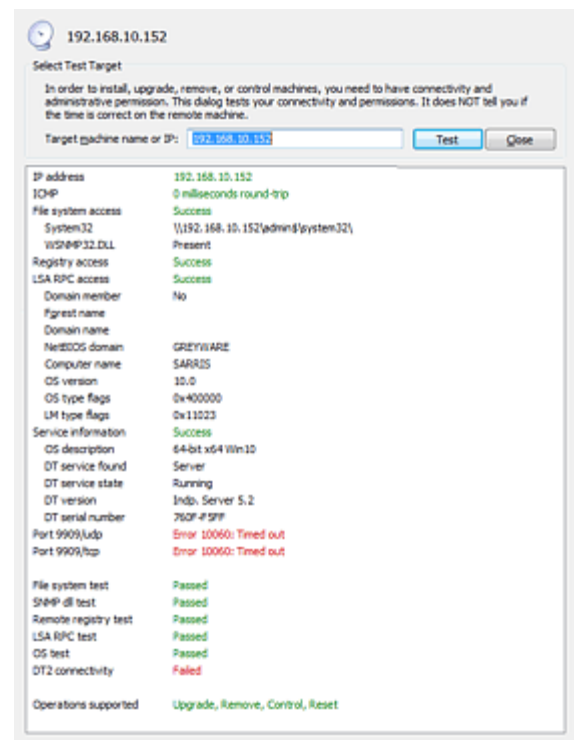 192.168.10.152
Select Test Target
In order to install, upgrade, remove, or control machines, you need to have connectivity and
administrative permission. This dialog tests your connectivity and permissions. It does NOT tell you if
the time is correct on the remote machine.
Target machine name or IP: 192.168.10.152 Test Close
IP address 192.168.10.152
ICMP 0 milliseconds round-trip
File system access Success
System32 \\192.168.10.152\admin$\system32\
WSNMP32.DLL Present
Registry access Success
LSA RPC access Success
Domain member No
Forest name
Domain name
NetBIOS domain GREYWARE
Computer name SARRIS
OS version 10.0
OS type flags 0x400000
LM type flags 0x11023
Service information Success
OS description 64-bit x64 Win10
DT service found Server
DT service state Running
DT version Indp. Server 5.2
DT serial number 760F-F5FF
Port 9909/udp Error 10060: Timed out
Port 9909/tcp Error 10060: Timed out
File system test Passed
SNMP dll test Passed
Remote registry test Passed
LSA RPC test Passed
OS test Passed
DT2 connectivity Failed
Operations supported Upgrade, Remove, Control, Reset